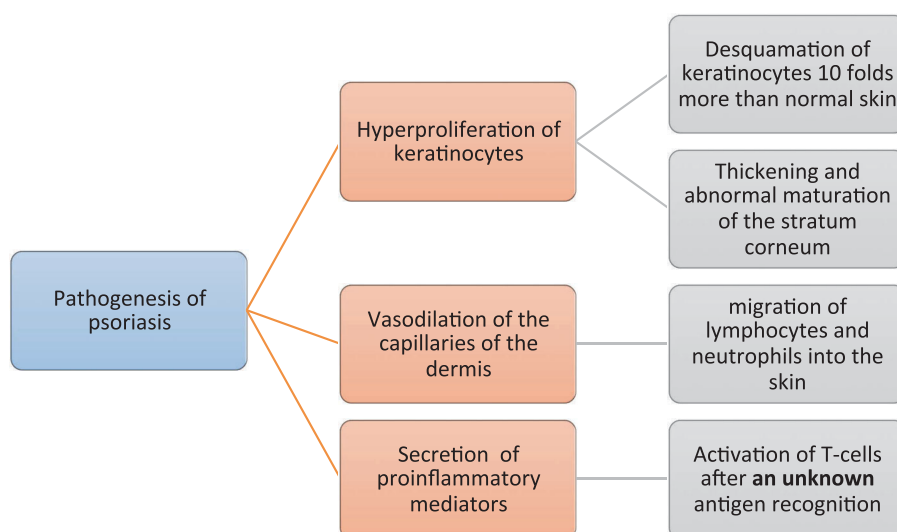 Pathogenesis of
psoriasis
Hyperproliferation of
keratinocytes
Desquamation of
keratinocytes 10 folds
more than normal skin
Thickening and
abnormal maturation
of the stratum
corneum
Vasodilation of the
capillaries of the
dermis
migration of
lymphocytes and
neutrophils into the
skin
Secretion of
proinflammatory
mediators
Activation of T-cells
after an unknown
antigen recognition